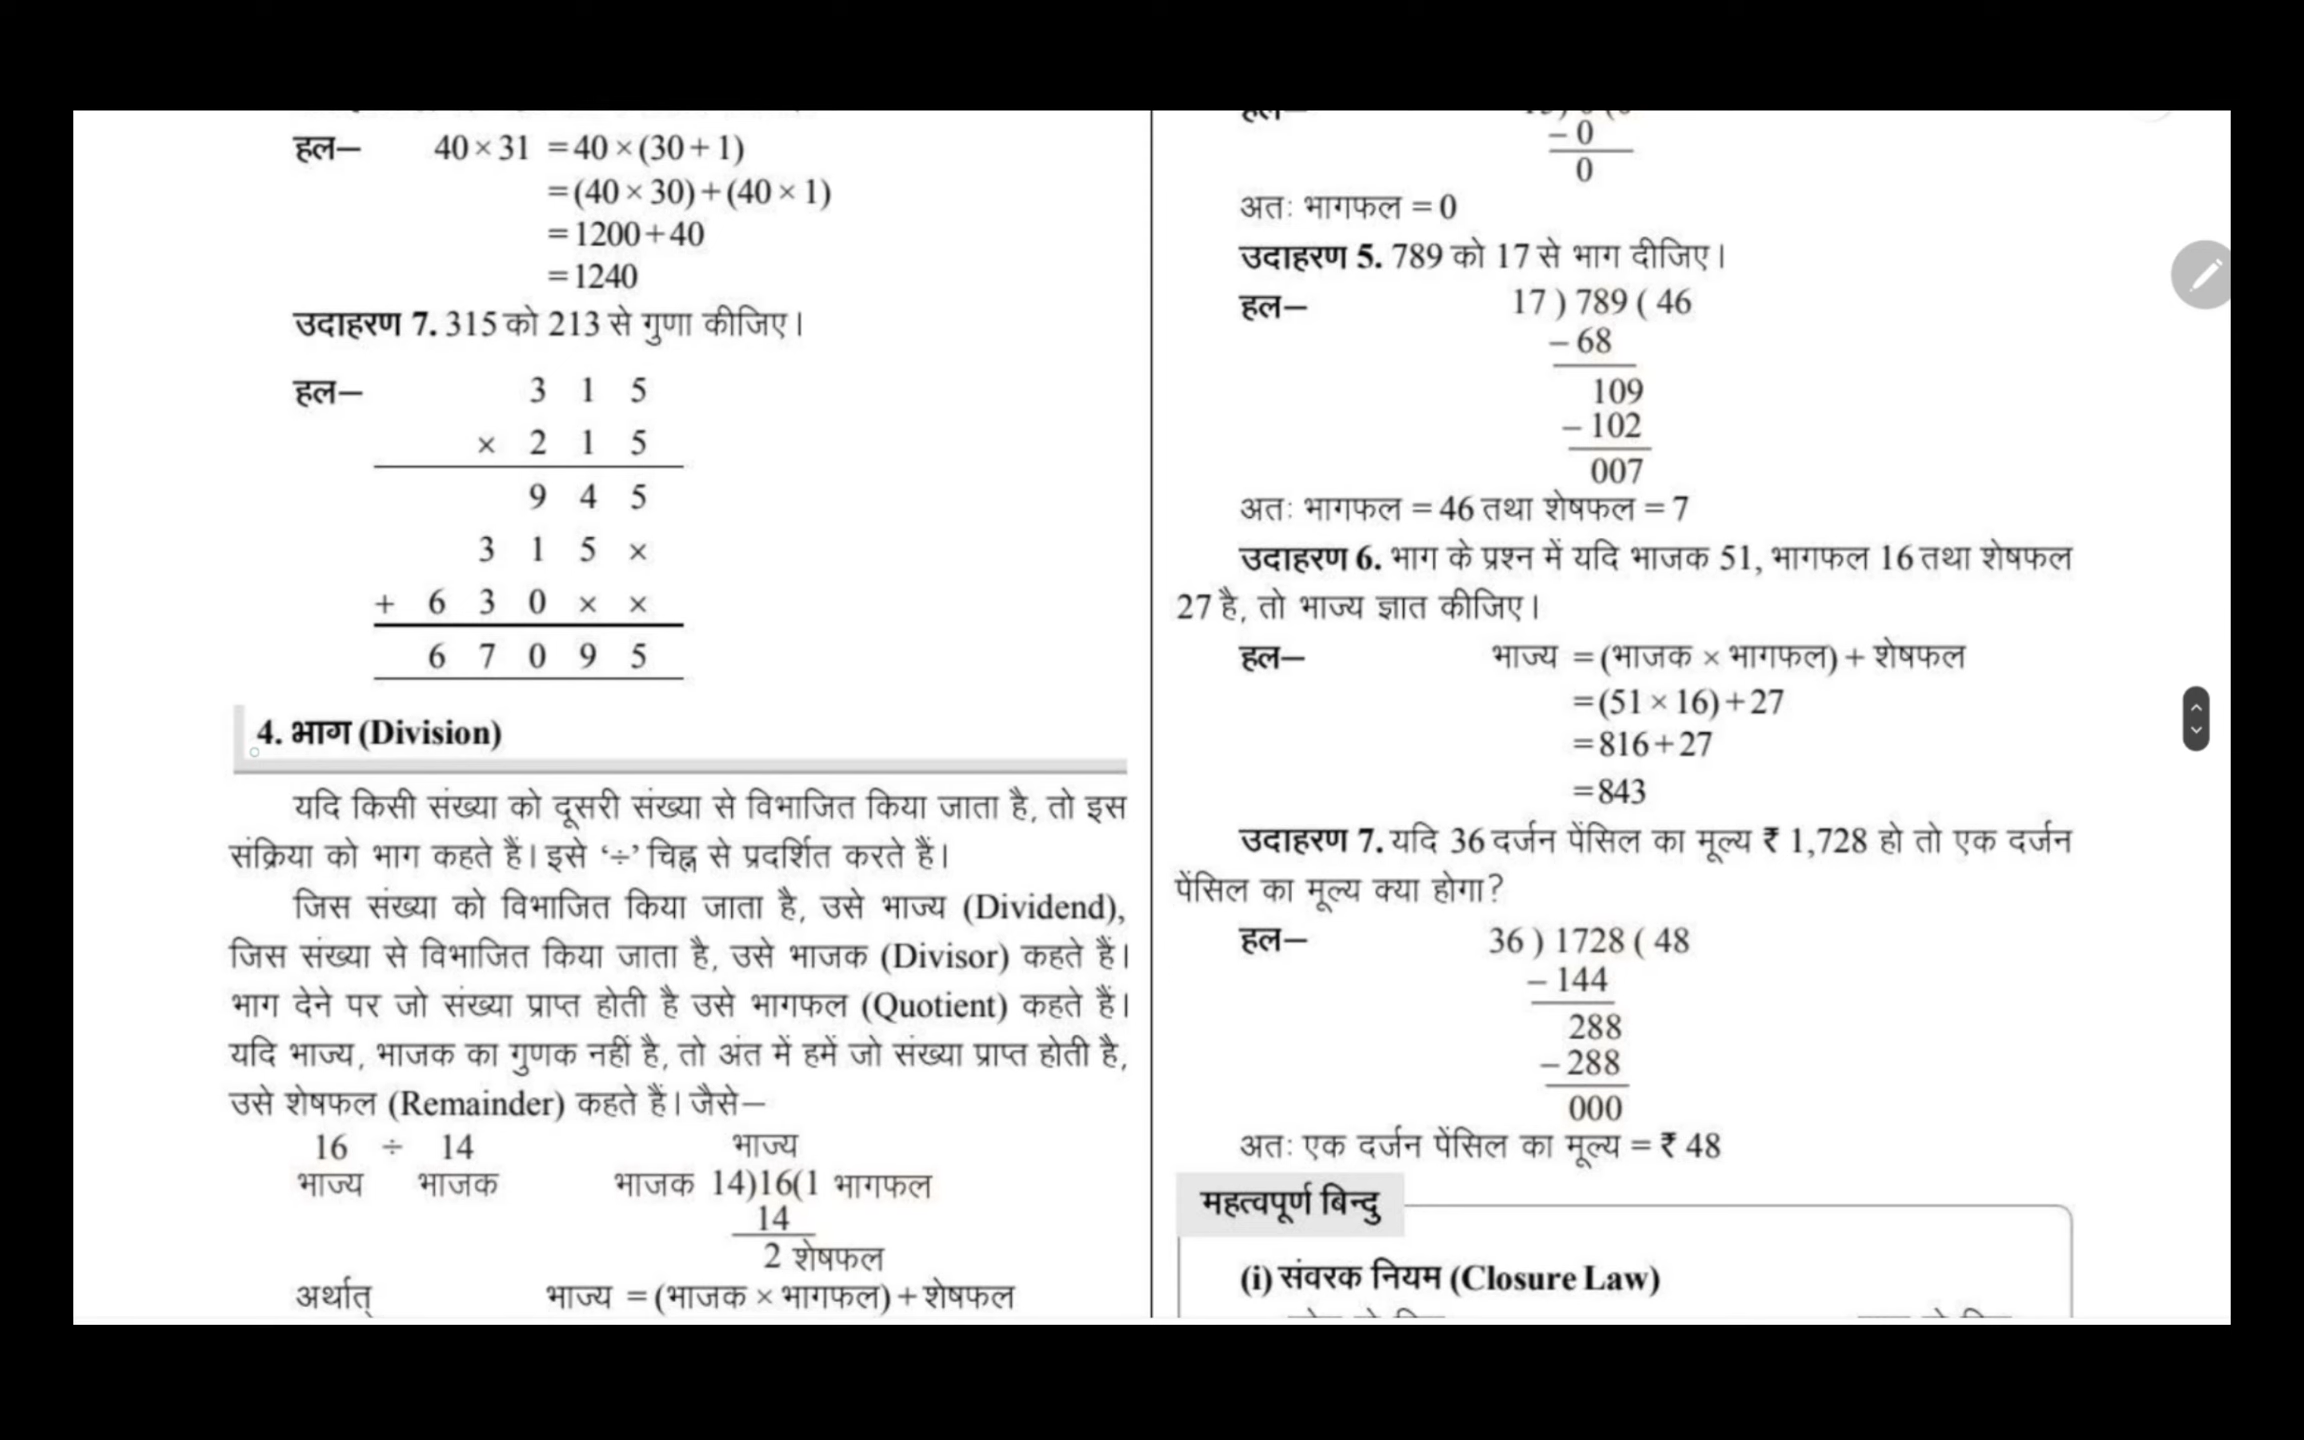 हल— 40 × 31 = 40 × (30 + 1)
= (40 × 30) + (40 × 1)
= 1200 + 40
= 1240
उदाहरण 7. 315 को 213 से गुणा कीजिए।
हल— 3 1 5
× 2 1 5
9 4 5
3 1 5 ×
+ 6 3 0 × ×
6 7 0 9 5
4. भाग (Division)
यदि किसी संख्या को दूसरी संख्या से विभाजित किया जाता है, तो इस
संक्रिया को भाग कहते हैं। इसे ‘÷’ चिह्न से प्रदर्शित करते हैं।
जिस संख्या को विभाजित किया जाता है, उसे भाज्य (Dividend),
जिस संख्या से विभाजित किया जाता है, उसे भाजक (Divisor) कहते हैं।
भाग देने पर जो संख्या प्राप्त होती है उसे भागफल (Quotient) कहते हैं।
यदि भाज्य, भाजक का गुणक नहीं है, तो अंत में हमें जो संख्या प्राप्त होती है,
उसे शेषफल (Remainder) कहते हैं। जैसे—
16 ÷ 14 भाज्य
भाज्य भाजक भाजक 14)16(1 भागफल
14
2 शेषफल
अर्थात् भाज्य = (भाजक × भागफल) + शेषफल
– 0
0
अतः भागफल = 0
उदाहरण 5. 789 को 17 से भाग दीजिए।
हल— 17 ) 789 ( 46
– 68
109
– 102
007
अतः भागफल = 46 तथा शेषफल = 7
उदाहरण 6. भाग के प्रश्न में यदि भाजक 51, भागफल 16 तथा शेषफल
27 है, तो भाज्य ज्ञात कीजिए।
हल— भाज्य = (भाजक × भागफल) + शेषफल
= (51 × 16) + 27
= 816 + 27
= 843
उदाहरण 7. यदि 36 दर्जन पेंसिल का मूल्य ₹ 1,728 हो तो एक दर्जन
पेंसिल का मूल्य क्या होगा?
हल— 36 ) 1728 ( 48
– 144
288
– 288
000
अतः एक दर्जन पेंसिल का मूल्य = ₹ 48
महत्वपूर्ण बिन्दु
(i) संवरक नियम (Closure Law)